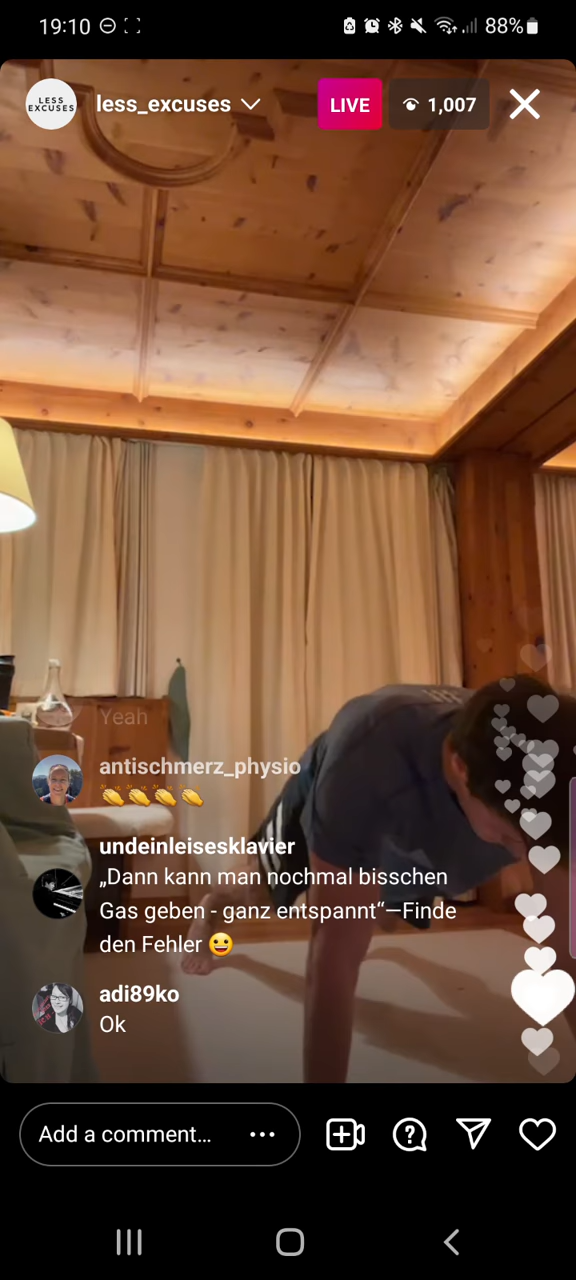 19:10
88%
LESS
EXCUSES
less_excuses
LIVE
1,007
Yeah
antischmerz_physio
👏👏👏👏
undeinleisesklavier
„Dann kann man nochmal bisschen
Gas geben - ganz entspannt“—Finde
den Fehler 😀
adi89ko
Ok
Add a comment...